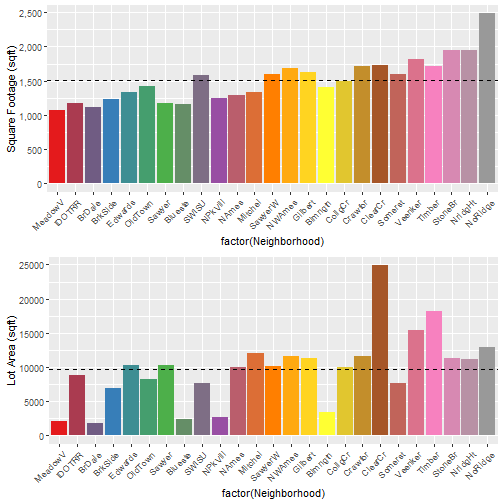 Square Footage (sqft)
2,500
2,000
1,500
1,000
500
0
MeadowV
IDOTRR
BrDale
BrkSide
Edwards
OldTown
Sawyer
Blueste
SWISU
NPkVill
NAmes
Mitchel
SawyerW
NWAmes
Gilbert
Blmngtn
CollgCr
Crawfor
ClearCr
Somerst
Veenker
Timber
StoneBr
NridgHt
NoRidge
factor(Neighborhood)
Lot Area (sqft)
25000
20000
15000
10000
5000
0
MeadowV
IDOTRR
BrDale
BrkSide
Edwards
OldTown
Sawyer
Blueste
SWISU
NPkVill
NAmes
Mitchel
SawyerW
NWAmes
Gilbert
Blmngtn
CollgCr
Crawfor
ClearCr
Somerst
Veenker
Timber
StoneBr
NridgHt
NoRidge
factor(Neighborhood)